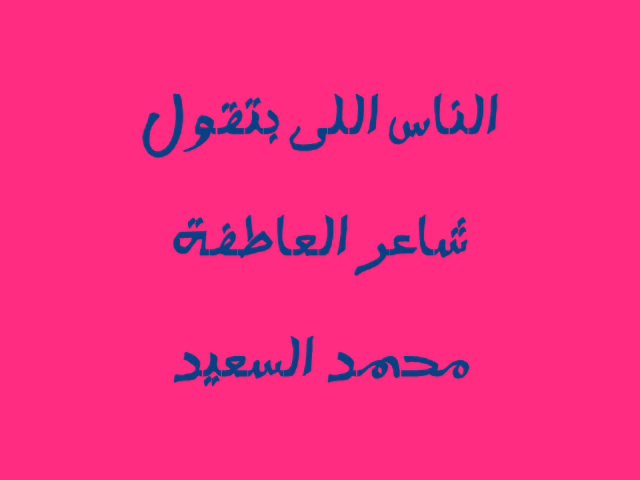 الناس اللى بتقول
شاعر العاطفة
محمد السعيد